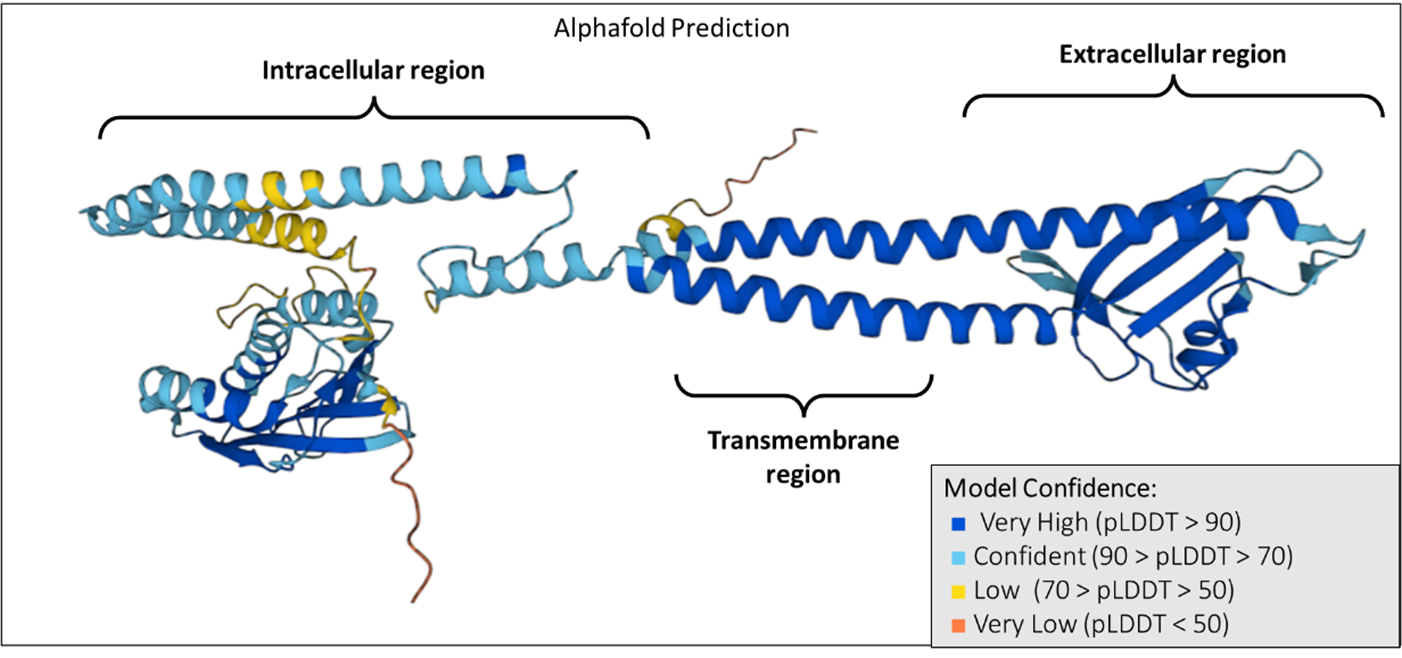 Alphafold Prediction
Intracellular region
Extracellular region
Transmembrane
region
Model Confidence:
Very High (pLDDT > 90)
Confident (90 > pLDDT > 70)
Low (70 > pLDDT > 50)
Very Low (pLDDT < 50)